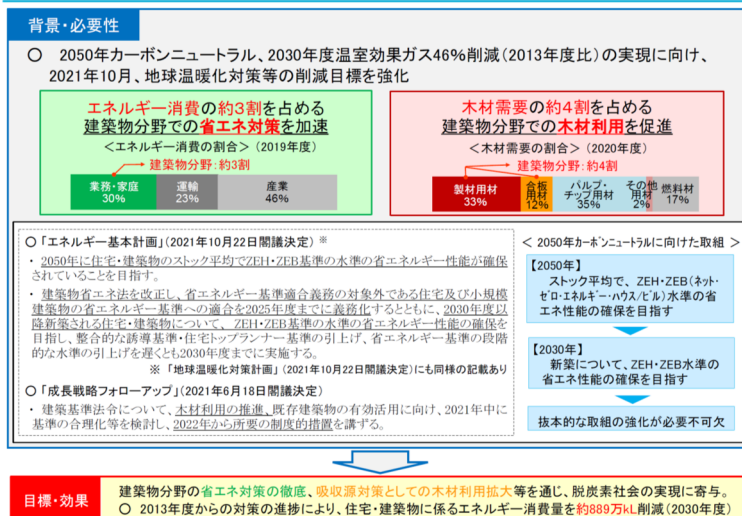 背景・必要性
○ 2050年カーボンニュートラル、2030年度温室効果ガス46%削減(2013年度比)の実現に向け、
2021年10月、地球温暖化対策等の削減目標を強化
エネルギー消費の約3割を占める
建築物分野での省エネ対策を加速
<エネルギー消費の割合>(2019年度)
建築物分野:約3割
業務・家庭
30%
運輸
23%
産業
46%
木材需要の約4割を占める
建築物分野での木材利用を促進
<木材需要の割合>(2020年度)
建築物分野:約4割
製材用材
33%
合板
用材
12%
パルプ・
チップ用材
35%
その他
用材
2%
燃料材
17%
○「エネルギー基本計画」(2021年10月22日閣議決定)※
・ 2050年に住宅・建築物のストック平均でZEH・ZEB基準の水準の省エネルギー性能が確保
されていることを目指す。
・ 建築物省エネ法を改正し、省エネルギー基準適合義務の対象外である住宅及び小規模
建築物の省エネルギー基準への適合を2025年度までに義務化するとともに、2030年度以
降新築される住宅・建築物について、ZEH・ZEB基準の水準の省エネルギー性能の確保を
目指し、整合的な誘導基準・住宅トップランナー基準の引上げ、省エネルギー基準の段階
的な水準の引上げを遅くとも2030年度までに実施する。
※「地球温暖化対策計画」(2021年10月22日閣議決定)にも同様の記載あり
○「成長戦略フォローアップ」(2021年6月18日閣議決定)
・ 建築基準法令について、木材利用の推進、既存建築物の有効活用に向け、2021年中に
基準の合理化等を検討し、2022年から所要の制度的措置を講ずる。
< 2050年カーボンニュートラルに向けた取組 >
【2050年】
ストック平均で、ZEH・ZEB(ネット・
ゼロ・エネルギー・ハウス/ビル)水準の省
エネ性能の確保を目指す
【2030年】
新築について、ZEH・ZEB水準の
省エネ性能の確保を目指す
抜本的な取組の強化が必要不可欠
目標・効果
建築物分野の省エネ対策の徹底、吸収源対策としての木材利用拡大等を通じ、脱炭素社会の実現に寄与。
○ 2013年度からの対策の進捗により、住宅・建築物に係るエネルギー消費量を約889万kL削減(2030年度)